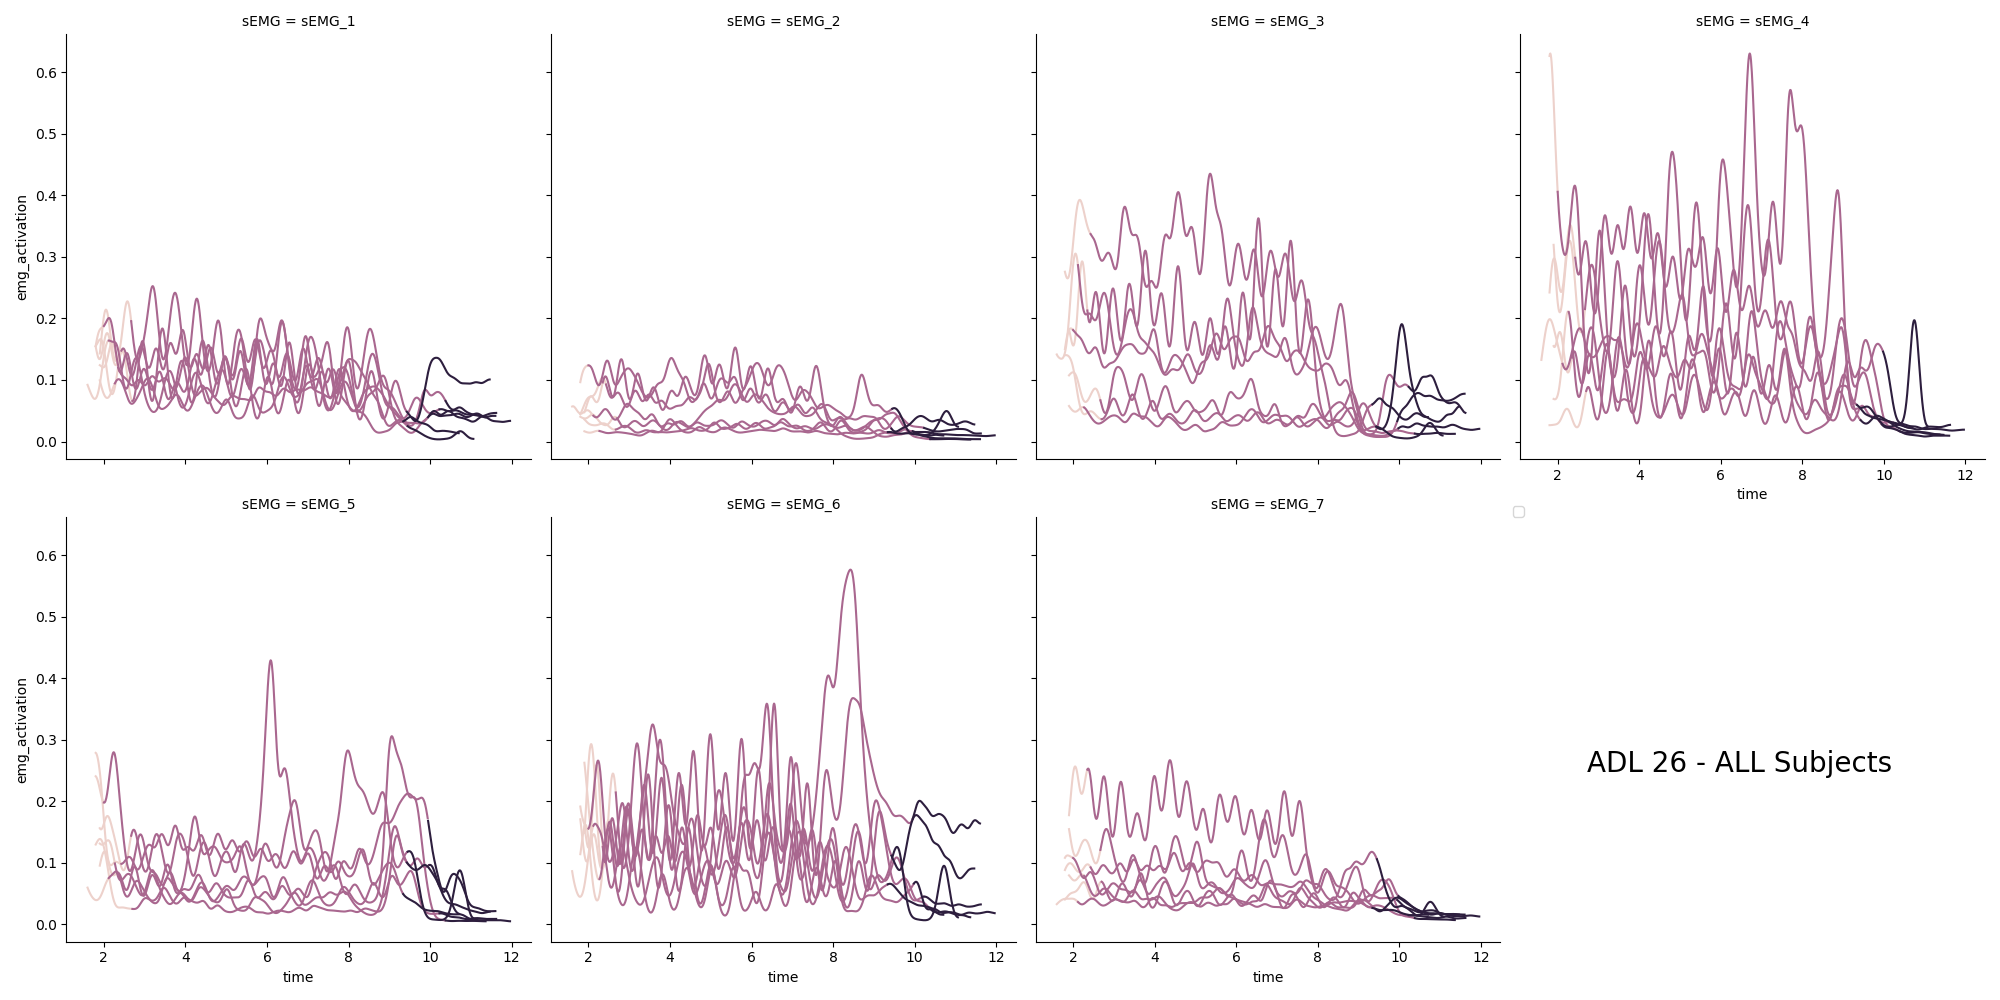 sEMG = sEMG_1
sEMG = sEMG_2
sEMG = sEMG_3
sEMG = sEMG_4
emg_activation
0.6
0.5
0.4
0.3
0.2
0.1
0.0
2 4 6 8 10 12
time
sEMG = sEMG_5
sEMG = sEMG_6
sEMG = sEMG_7
emg_activation
0.6
0.5
0.4
0.3
0.2
0.1
0.0
2 4 6 8 10 12
time
2 4 6 8 10 12
time
2 4 6 8 10 12
time
ADL 26 - ALL Subjects